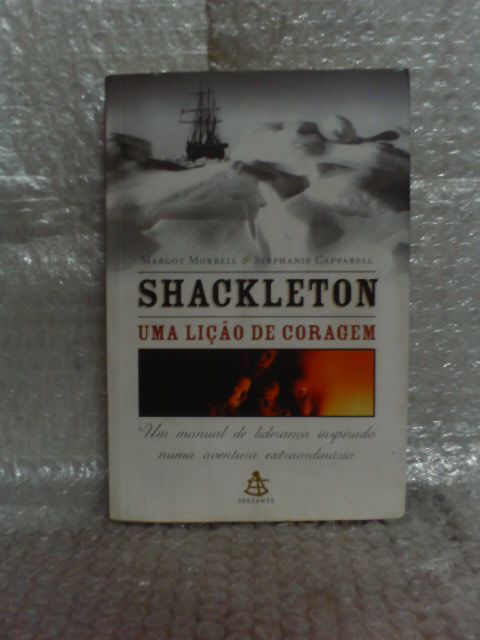 MARGOT MORRELL & STEPHANIE CAPPARELL
SHACKLETON
UMA LIÇÃO DE CORAGEM
Um manual de liderança inspirado
numa aventura extraordinária
SEXTANTE